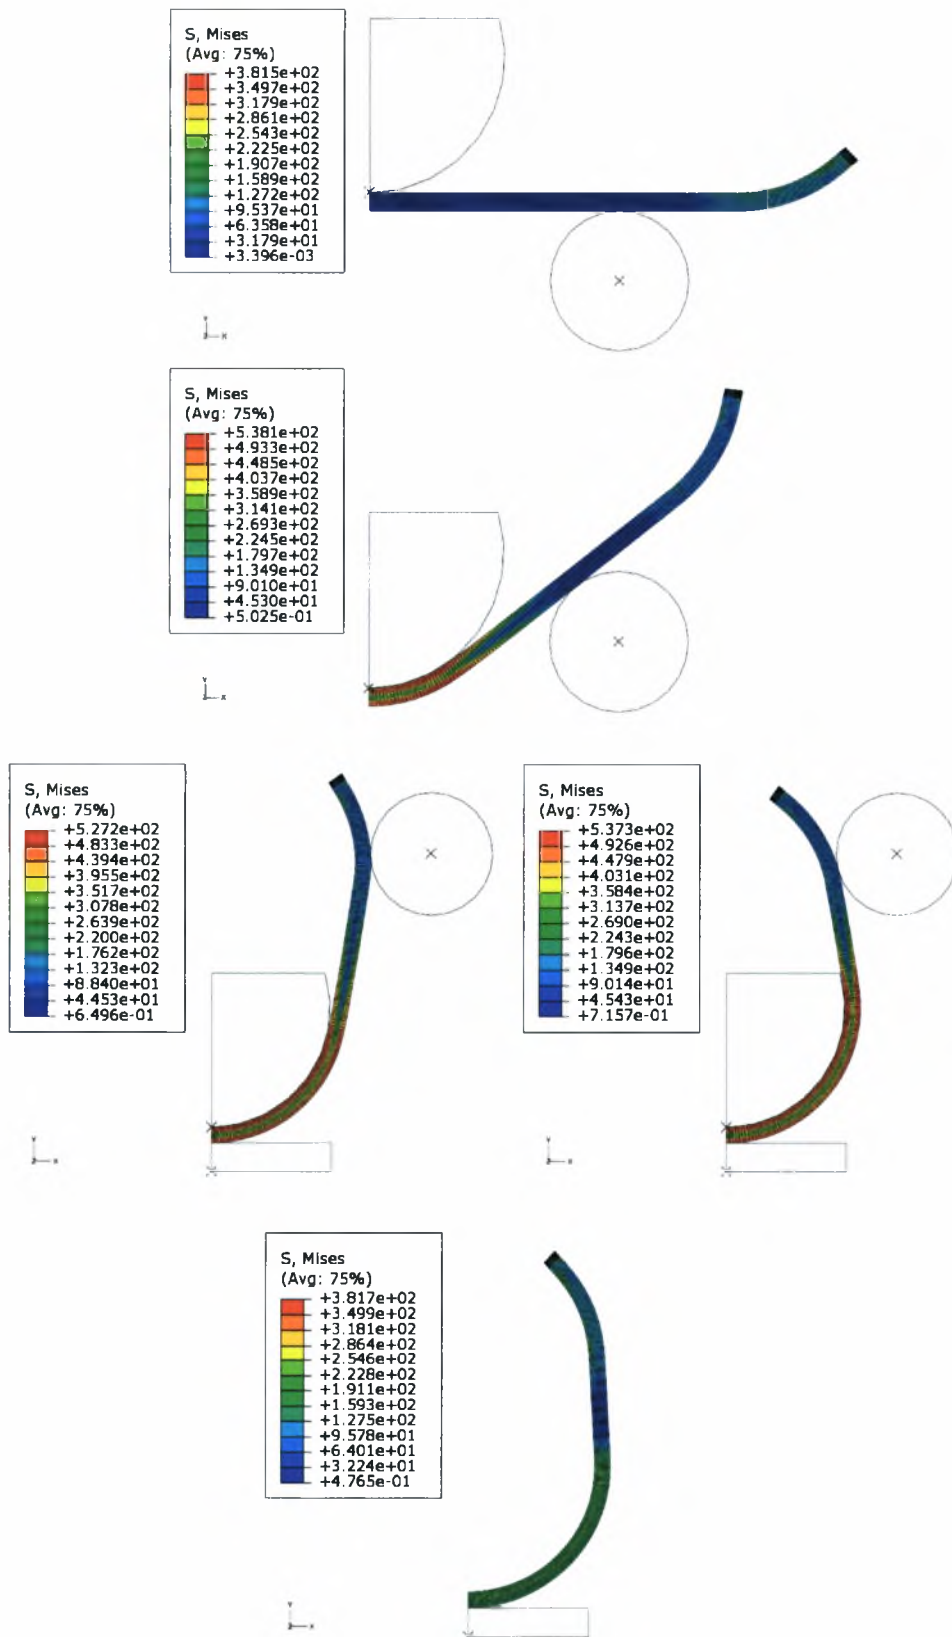 S, Mises
(Avg: 75%)
+3.815e+02
+3.497e+02
+3.179e+02
+2.861e+02
+2.543e+02
+2.225e+02
+1.907e+02
+1.589e+02
+1.272e+02
+9.537e+01
+6.358e+01
+3.179e+01
+3.396e-03
Y
Z
X
S, Mises
(Avg: 75%)
+5.381e+02
+4.933e+02
+4.485e+02
+4.037e+02
+3.589e+02
+3.141e+02
+2.693e+02
+2.245e+02
+1.797e+02
+1.349e+02
+9.010e+01
+4.530e+01
+5.025e-01
Y
Z
X
S, Mises
(Avg: 75%)
+5.272e+02
+4.833e+02
+4.394e+02
+3.955e+02
+3.517e+02
+3.078e+02
+2.639e+02
+2.200e+02
+1.762e+02
+1.323e+02
+8.840e+01
+4.453e+01
+6.496e-01
Y
Z
X
S, Mises
(Avg: 75%)
+5.373e+02
+4.926e+02
+4.479e+02
+4.031e+02
+3.584e+02
+3.137e+02
+2.690e+02
+2.243e+02
+1.796e+02
+1.349e+02
+9.014e+01
+4.543e+01
+7.157e-01
Y
Z
X
S, Mises
(Avg: 75%)
+3.817e+02
+3.499e+02
+3.181e+02
+2.864e+02
+2.546e+02
+2.228e+02
+1.911e+02
+1.593e+02
+1.275e+02
+9.578e+01
+6.401e+01
+3.224e+01
+4.765e-01
Y
Z
X